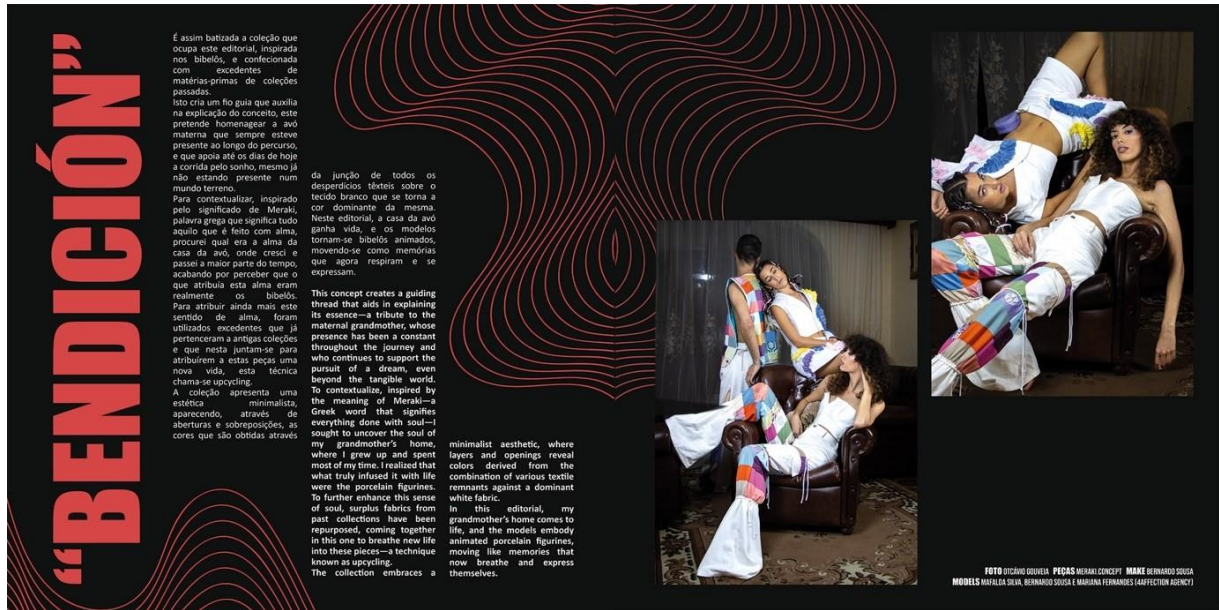 “BENDICIÓN”
É assim batizada a coleção que
ocupa este editorial, inspirada
nos bibelôs, e confecionada
com excedentes de
matérias-primas de coleções
passadas.
Isto cria um fio guia que auxilia
na explicação do conceito, este
pretende homenagear a avó
materna que sempre esteve
presente ao longo do percurso,
e que apoia até os dias de hoje
a corrida pelo sonho, mesmo já
não estando presente num
mundo terreno.
Para contextualizar, inspirado
pelo significado de Meraki,
palavra grega que significa tudo
aquilo que é feito com alma,
procurei qual era a alma da
casa da avó, onde cresci e
passei a maior parte do tempo,
acabando por perceber que o
que atribuía esta alma eram
realmente os bibelôs.
Para atribuir ainda mais este
sentido de alma, foram
utilizados excedentes que já
pertenceram a antigas coleções
e que nesta juntam-se para
atribuírem a estas peças uma
nova vida, esta técnica
chama-se upcycling.
A coleção apresenta uma
estética minimalista,
aparecendo, através de
aberturas e sobreposições, as
cores que são obtidas através
da junção de todos os
desperdícios têxteis sobre o
tecido branco que se torna a
cor dominante da mesma.
Neste editorial, a casa da avó
ganha vida, e os modelos
tornam-se bibelôs animados,
movendo-se como memórias
que agora respiram e se
expressam.
This concept creates a guiding
thread that aids in explaining
its essence—a tribute to the
maternal grandmother, whose
presence has been a constant
throughout the journey and
who continues to support the
pursuit of a dream, even
beyond the tangible world.
To contextualize, inspired by
the meaning of Meraki—a
Greek word that signifies
everything done with soul—I
sought to uncover the soul of
my grandmother’s home,
where I grew up and spent
most of my time. I realized that
what truly infused it with life
were the porcelain figurines.
To further enhance this sense
of soul, surplus fabrics from
past collections have been
repurposed, coming together
in this one to breathe new life
into these pieces—a technique
known as upcycling.
The collection embraces a
minimalist aesthetic, where
layers and openings reveal
colors derived from the
combination of various textile
remnants against a dominant
white fabric.
In this editorial, my
grandmother’s home comes to
life, and the models embody
animated porcelain figurines,
moving like memories that
now breathe and express
themselves.
FOTO OTCÁVIO GOUVEIA PEÇAS MERAKI.CONCEPT MAKE BERNARDO SOUSA
MODELS MAFALDA SILVA, BERNARDO SOUSA E MARIANA FERNANDES (4AFFECTION AGENCY)